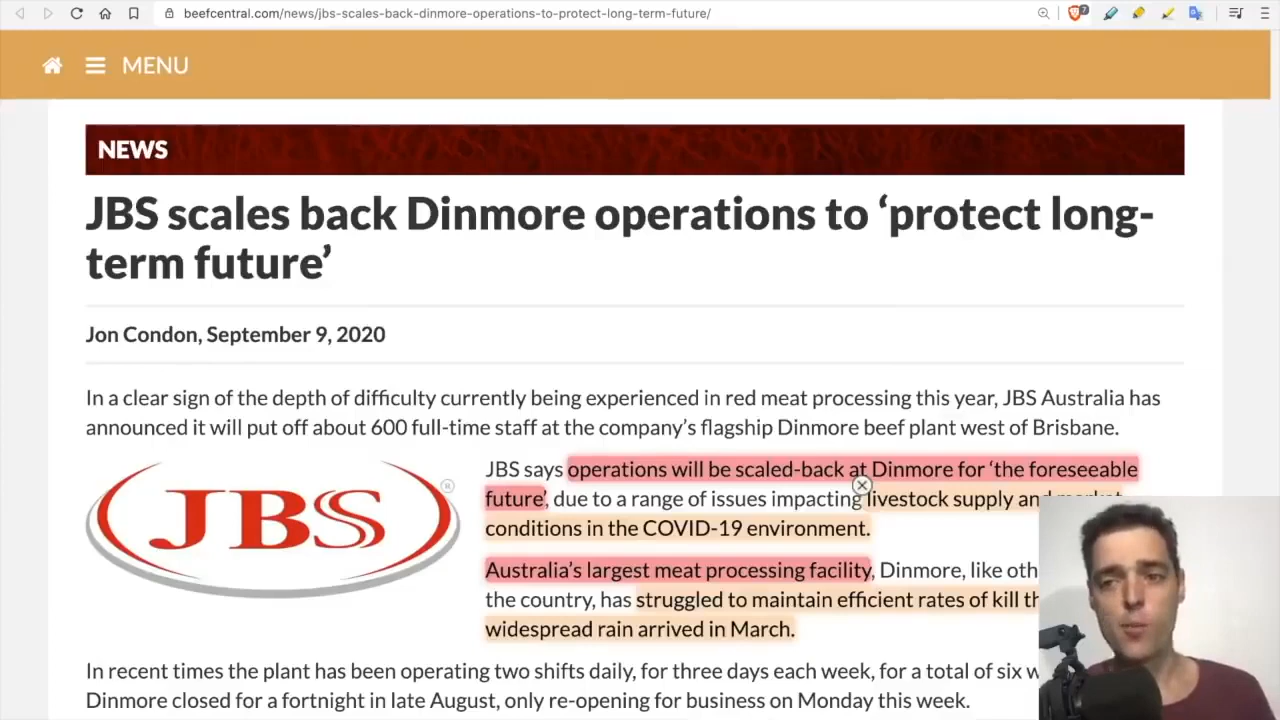 beefcentral.com/news/jbs-scales-back-dinmore-operations-to-protect-long-term-future/
7
MENU
NEWS
JBS scales back Dinmore operations to ‘protect long-
term future’
Jon Condon, September 9, 2020
In a clear sign of the depth of difficulty currently being experienced in red meat processing this year, JBS Australia has
announced it will put off about 600 full-time staff at the company’s flagship Dinmore beef plant west of Brisbane.
JBS ®
JBS says operations will be scaled-back at Dinmore for ‘the foreseeable
future’, due to a range of issues impacting livestock supply and market
conditions in the COVID-19 environment.
Australia’s largest meat processing facility, Dinmore, like
the country, has struggled to maintain efficient rates of kill
widespread rain arrived in March.
In recent times the plant has been operating two shifts daily, for three days each week, for a total of six
Dinmore closed for a fortnight in late August, only re-opening for business on Monday this week.